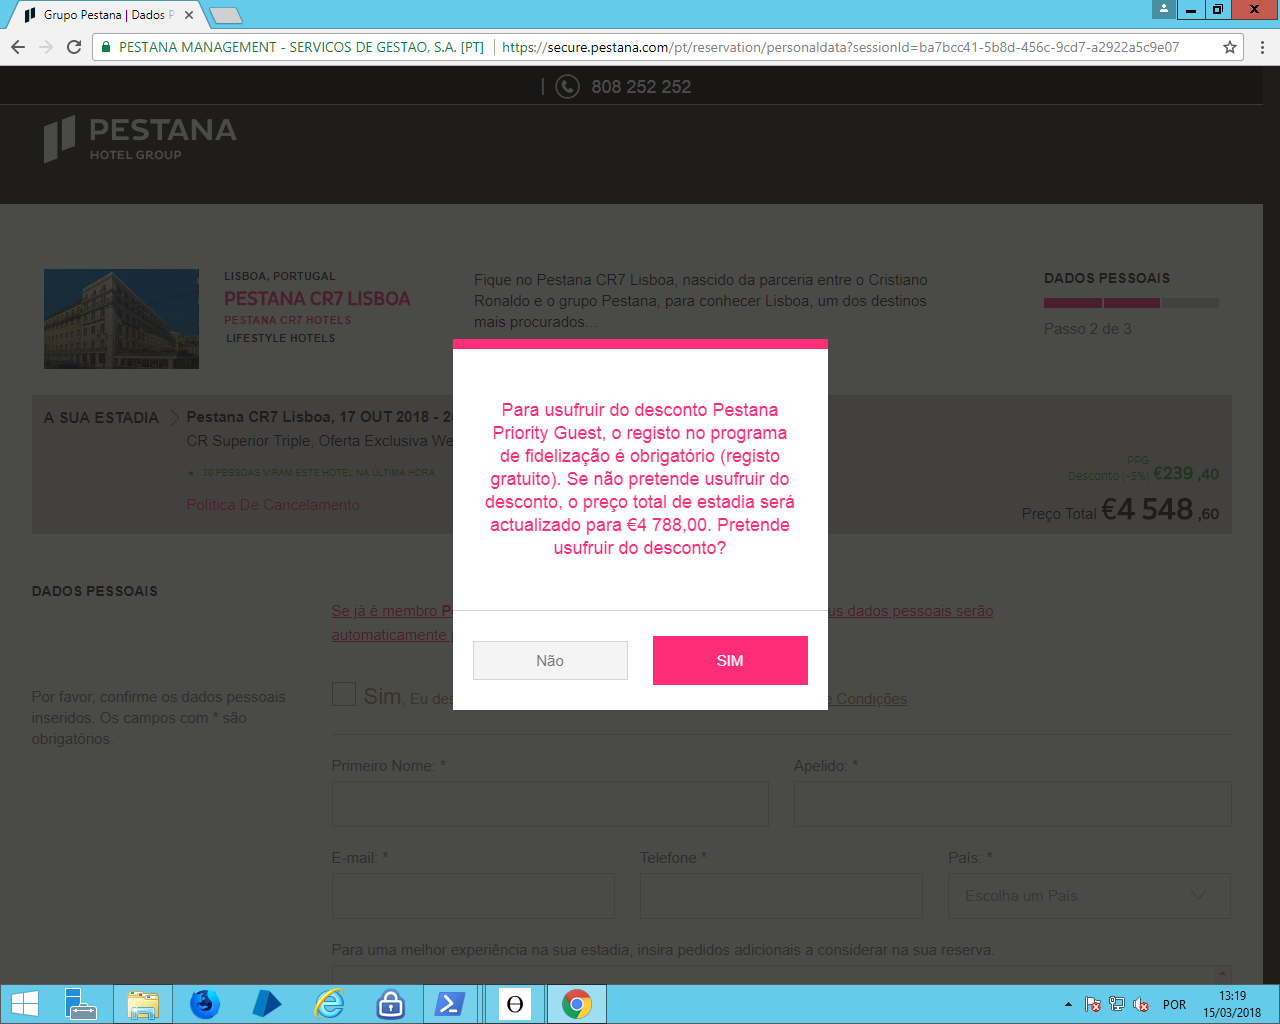 Grupo Pestana | Dados P
PESTANA MANAGEMENT - SERVICOS DE GESTAO, S.A. [PT]
https://secure.pestana.com/pt/reservation/personaldata?sessionId=ba7bcc41-5b8d-456c-9cd7-a2922a5c9e07
808 252 252
PESTANA
HOTEL GROUP
LISBOA, PORTUGAL
PESTANA CR7 LISBOA
PESTANA CR7 HOTELS
LIFESTYLE HOTELS
Fique no Pestana CR7 Lisboa, nascido da parceria entre o Cristiano
Ronaldo e o grupo Pestana, para conhecer Lisboa, um dos destinos
mais procurados...
DADOS PESSOAIS
Passo 2 de 3
A SUA ESTADIA
Pestana CR7 Lisboa, 17 OUT 2018 - 2
CR Superior Triple, Oferta Exclusiva We
PESSOAS VIRAM ESTE HOTEL NA ÚLTIMA HORA
Política De Cancelamento
PPG
Desconto (-5%) €239 ,40
Preço Total €4 548 ,60
Para usufruir do desconto Pestana
Priority Guest, o registo no programa
de fidelização é obrigatório (registo
gratuito). Se não pretende usufruir do
desconto, o preço total de estadia será
actualizado para €4 788,00. Pretende
usufruir do desconto?
Não
SIM
DADOS PESSOAIS
Se já é membro P us dados pessoais serão
automaticamente
Por favor, confirme os dados pessoais
inseridos. Os campos com * são
obrigatórios.
Sim, Eu des e Condições
Primeiro Nome: *
Apelido: *
E-mail: *
Telefone *
País: *
Escolha um País
Para uma melhor experiência na sua estadia, insira pedidos adicionais a considerar na sua reserva.
POR
13:19
15/03/2018